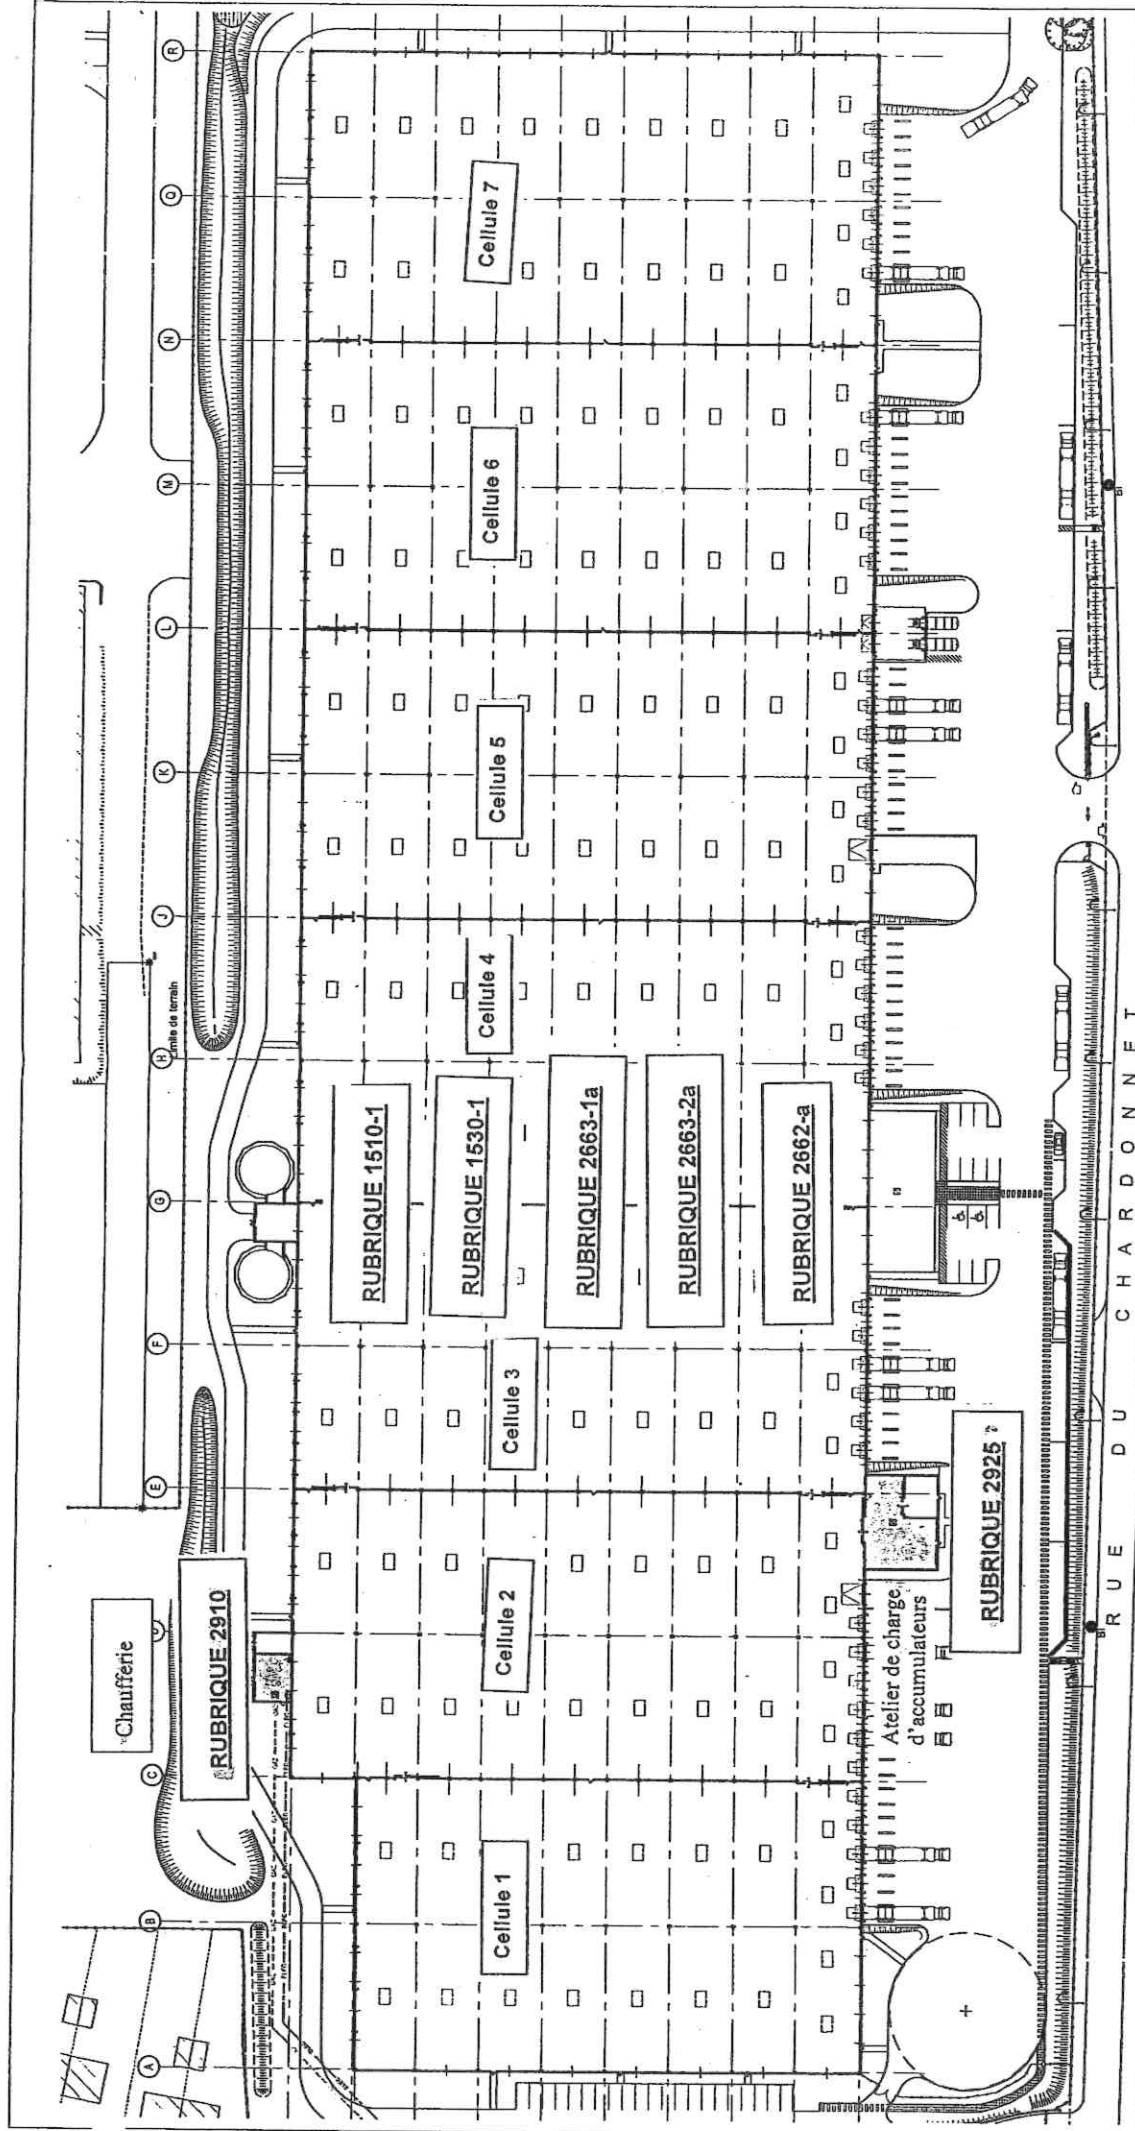 R
Q
N
M
L
K
J
H
G
F
E
C
B
A
limite de terrain
Chaufferie
RUBRIQUE 2910
Cellule 1
Cellule 2
Cellule 3
Cellule 4
Cellule 5
Cellule 6
Cellule 7
RUBRIQUE 1510-1
RUBRIQUE 1530-1
RUBRIQUE 2663-1a
RUBRIQUE 2663-2a
RUBRIQUE 2662-a
Atelier de charge
d'accumulateurs
RUBRIQUE 2925
BI
BI
RUE DU CHARDONNET